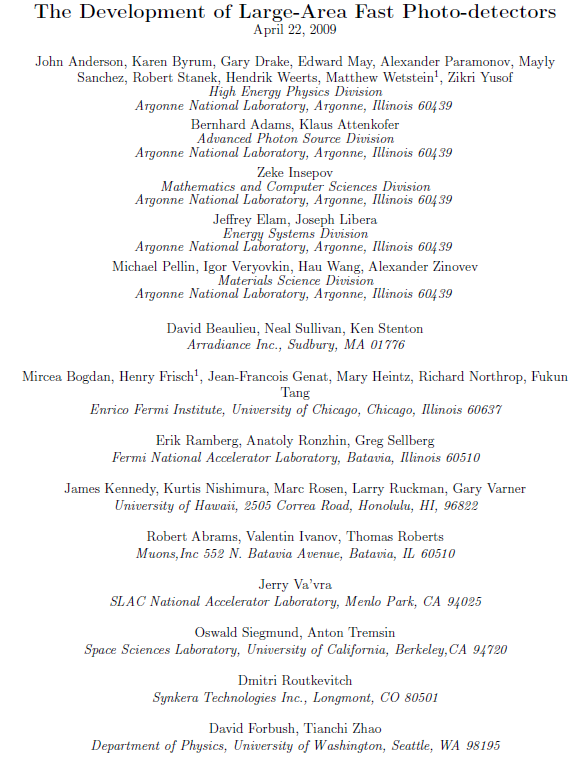 The Development of Large-Area Fast Photo-detectors
April 22, 2009
John Anderson, Karen Byrum, Gary Drake, Edward May, Alexander Paramonov, Mayly
Sanchez, Robert Stanek, Hendrik Weerts, Matthew Wetstein¹, Zikri Yusof
High Energy Physics Division
Argonne National Laboratory, Argonne, Illinois 60439
Bernhard Adams, Klaus Attenkofer
Advanced Photon Source Division
Argonne National Laboratory, Argonne, Illinois 60439
Zeke Insepov
Mathematics and Computer Sciences Division
Argonne National Laboratory, Argonne, Illinois 60439
Jeffrey Elam, Joseph Libera
Energy Systems Division
Argonne National Laboratory, Argonne, Illinois 60439
Michael Pellin, Igor Veryovkin, Hau Wang, Alexander Zinovev
Materials Science Division
Argonne National Laboratory, Argonne, Illinois 60439
David Beaulieu, Neal Sullivan, Ken Stenton
Arradiance Inc., Sudbury, MA 01776
Mircea Bogdan, Henry Frisch¹, Jean-Francois Genat, Mary Heintz, Richard Northrop, Fukun
Tang
Enrico Fermi Institute, University of Chicago, Chicago, Illinois 60637
Erik Ramberg, Anatoly Ronzhin, Greg Sellberg
Fermi National Accelerator Laboratory, Batavia, Illinois 60510
James Kennedy, Kurtis Nishimura, Marc Rosen, Larry Ruckman, Gary Varner
University of Hawaii, 2505 Correa Road, Honolulu, HI, 96822
Robert Abrams, Valentin Ivanov, Thomas Roberts
Muons,Inc 552 N. Batavia Avenue, Batavia, IL 60510
Jerry Va'vra
SLAC National Accelerator Laboratory, Menlo Park, CA 94025
Oswald Siegmund, Anton Tremsin
Space Sciences Laboratory, University of California, Berkeley,CA 94720
Dmitri Routkevitch
Synkera Technologies Inc., Longmont, CO 80501
David Forbush, Tianchi Zhao
Department of Physics, University of Washington, Seattle, WA 98195